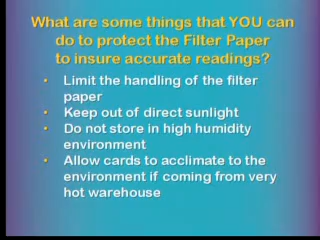 What are some things that YOU can
do to protect the Filter Paper
to insure accurate readings?
• Limit the handling of the filter
paper
• Keep out of direct sunlight
• Do not store in high humidity
environment
• Allow cards to acclimate to the
environment if coming from very
hot warehouse